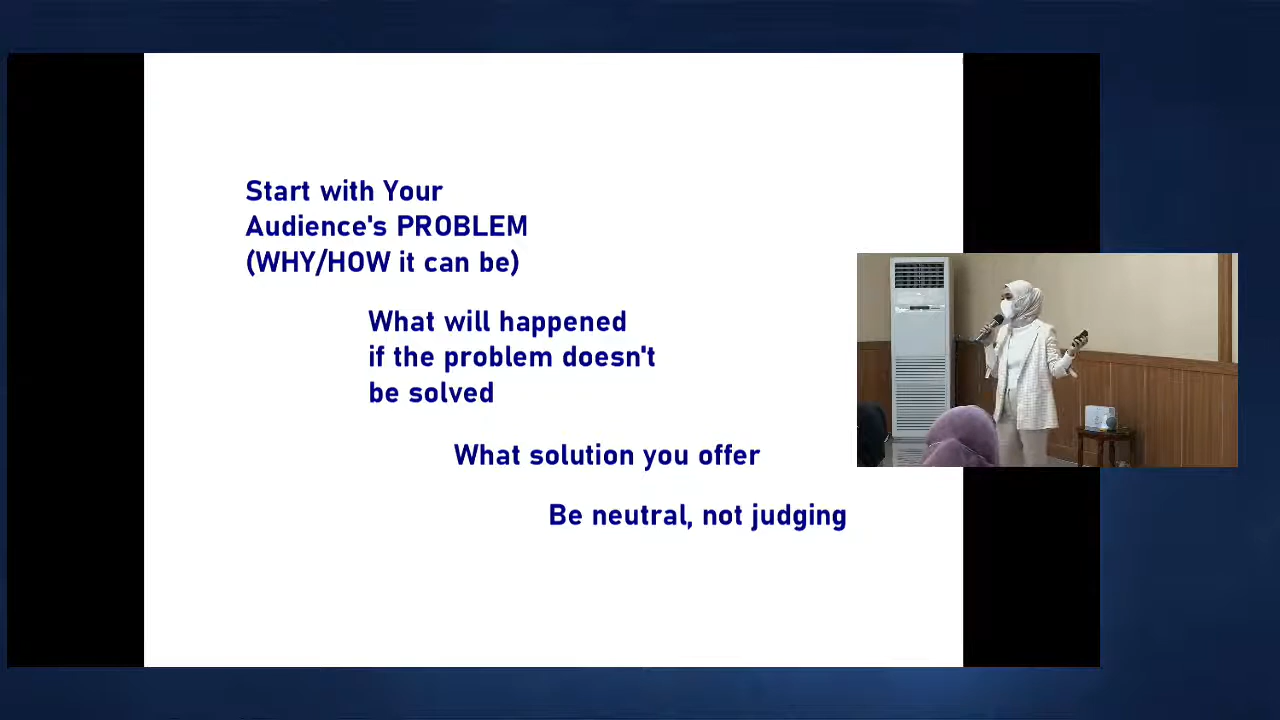 Start with Your
Audience's PROBLEM
(WHY/HOW it can be)
What will happened
if the problem doesn't
be solved
What solution you offer
Be neutral, not judging